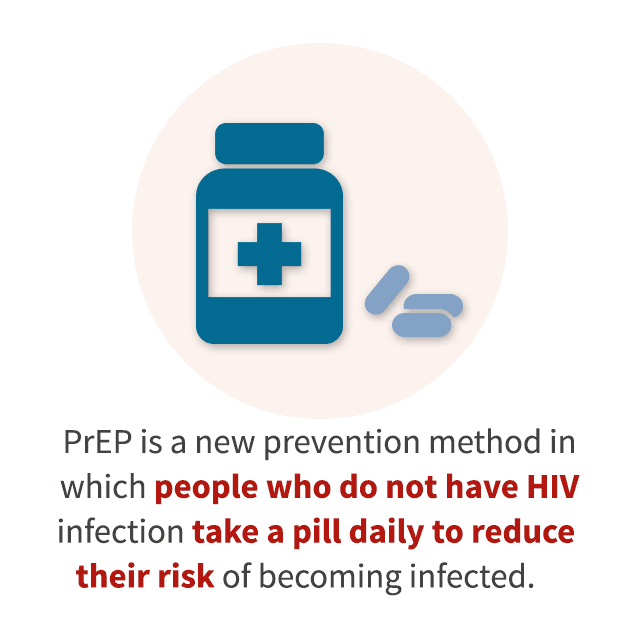 PrEP is a new prevention method in
which people who do not have HIV
infection take a pill daily to reduce
their risk of becoming infected.